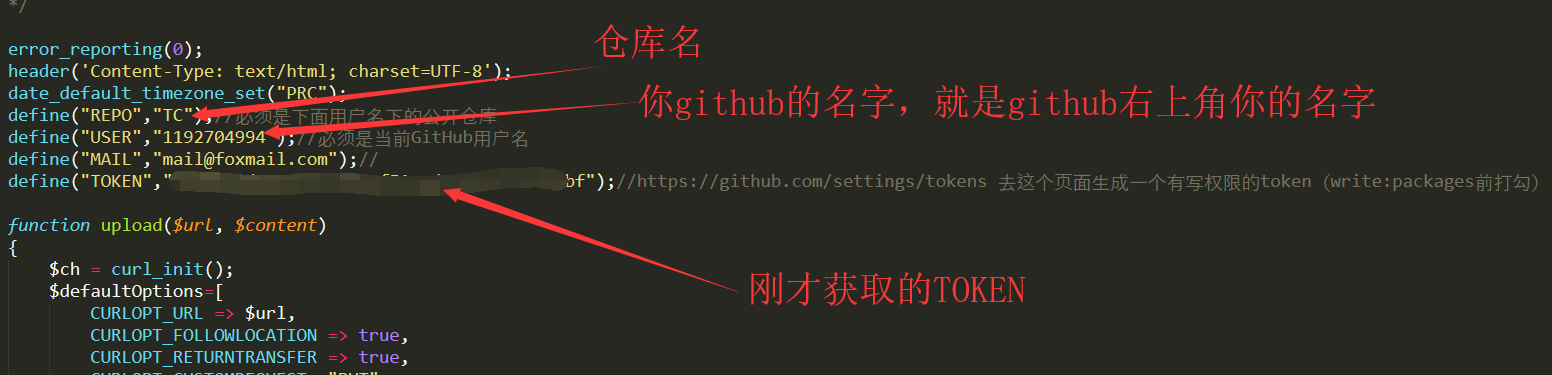 */
error_reporting(0);
仓库名
header('Content-Type: text/html; charset=UTF-8');
date_default_timezone_set("PRC");
你github的名字，就是github右上角你的名字
define("REPO","TC");//必须是下面用户名下的公开仓库
define("USER","1192704994");//必须是当前GitHub用户名
define("MAIL","mail@foxmail.com");//
define("TOKEN","bf");//https://github.com/settings/tokens 去这个页面生成一个有写权限的token（write:packages前打勾）
function upload($url, $content)
{
$ch = curl_init();
刚才获取的TOKEN
$defaultOptions=[
CURLOPT_URL => $url,
CURLOPT_FOLLOWLOCATION => true,
CURLOPT_RETURNTRANSFER => true,